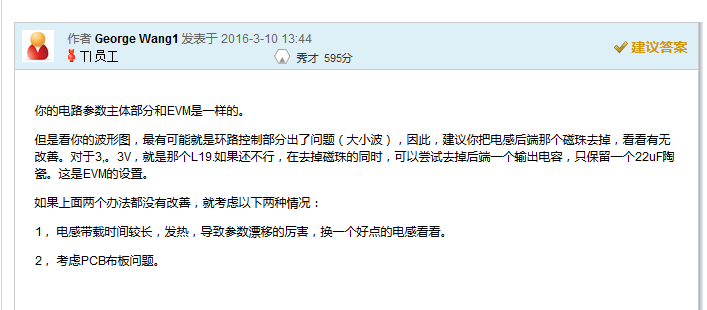 作者 George Wang1 发表于 2016-3-10 13:44
TI 员工 秀才 595分 建议答案
你的电路参数主体部分和EVM是一样的。
但是看你的波形图，最有可能就是环路控制部分出了问题（大小波），因此，建议你把电感后端那个磁珠去掉，看看有无
改善。对于3,。3V，就是那个L19.如果还不行，在去掉磁珠的同时，可以尝试去掉后端一个输出电容，只保留一个22uF陶
瓷。这是EVM的设置。
如果上面两个办法都没有改善，就考虑以下两种情况：
1， 电感带载时间较长，发热，导致参数漂移的厉害，换一个好点的电感看看。
2， 考虑PCB布板问题。